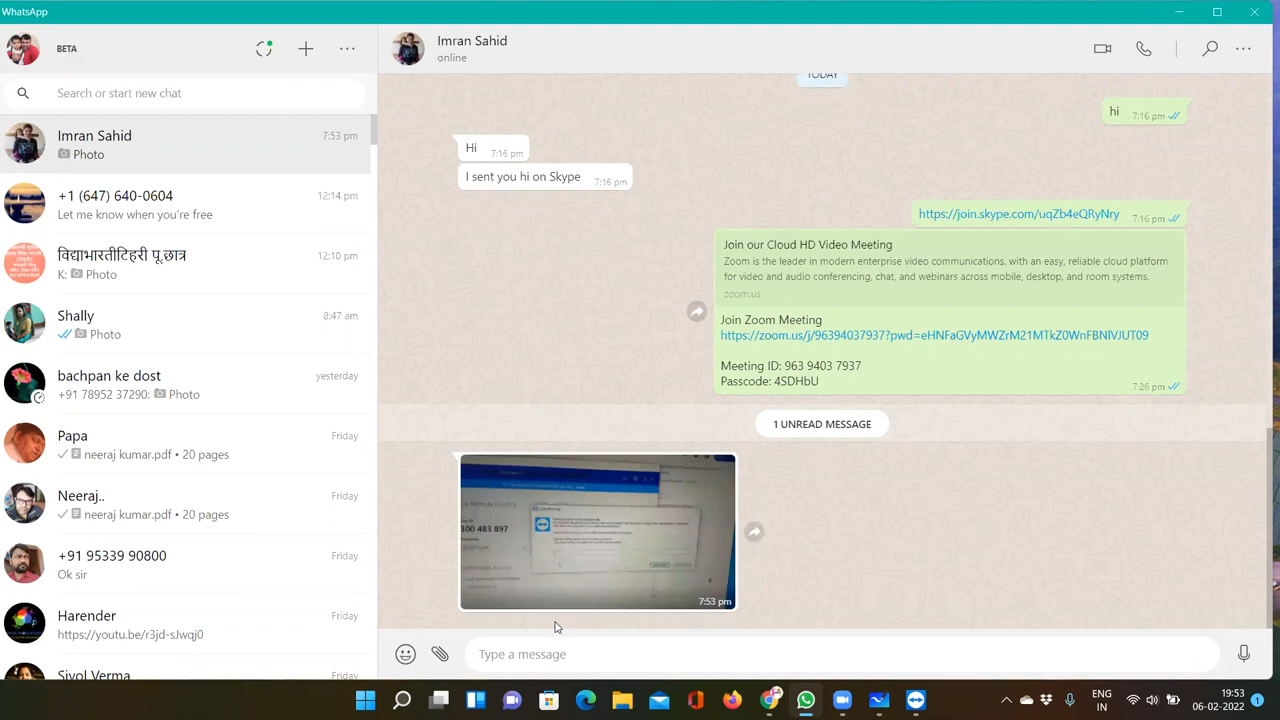 WhatsApp
BETA
Search or start new chat
Imran Sahid
7:53 pm
Photo
+1 (647) 640-0604
12:14 pm
Let me know when you're free
विद्याभारतीटिहरी पू.छात्र
12:10 pm
K: Photo
Shally
8:47 am
Photo
bachpan ke dost
yesterday
+91 78952 37290: Photo
Papa
Friday
neeraj kumar.pdf • 20 pages
Neeraj..
Friday
neeraj kumar.pdf • 20 pages
+91 95339 90800
Friday
Ok sir
Harender
Friday
https://youtu.be/r3jd-sJwqj0
Sivol Verma
Imran Sahid
online
TODAY
hi
7:16 pm
Hi
7:16 pm
I sent you hi on Skype
7:16 pm
https://join.skype.com/uqZb4eQRyNry
7:16 pm
Join our Cloud HD Video Meeting
Zoom is the leader in modern enterprise video communications, with an easy, reliable cloud platform
for video and audio conferencing, chat, and webinars across mobile, desktop, and room systems.
zoom.us
Join Zoom Meeting
https://zoom.us/j/96394037937?pwd=eHNFaGVyMWZrM21MTkZ0WnFBNlVJUT09
Meeting ID: 963 9403 7937
Passcode: 4SDHbU
7:26 pm
1 UNREAD MESSAGE
300 483 897
7:53 pm
Type a message
ENG
IN
19:53
06-02-2022
1